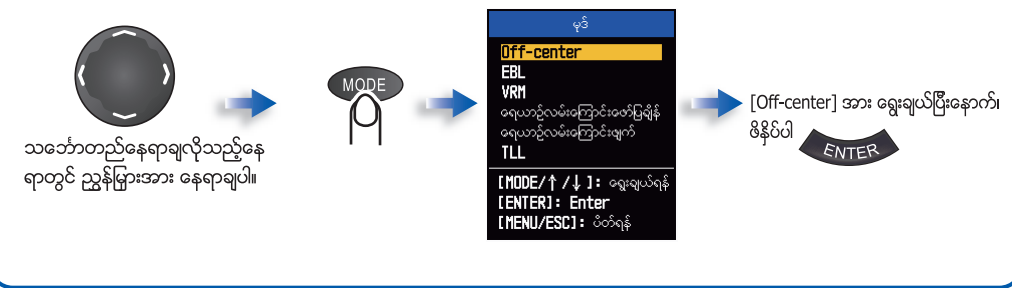 သင်္ဘောတည်နေရာချလိုသည့်နေ
ရာတွင် ညွှန်မြှားအား နေရာချပါ။
MODE
မုဒ်
Off-center
EBL
VRM
ရေယာဉ်လမ်းကြောင်းဖော်ပြချိန်
ရေယာဉ်လမ်းကြောင်းဖျက်
TLL
[MODE/↑/↓]: ရွေးချယ်ရန်
[ENTER]: Enter
[MENU/ESC]: ပိတ်ရန်
[Off-center] အား ရွေးချယ်ပြီးနောက်၊
ဖိနှိပ်ပါ ENTER